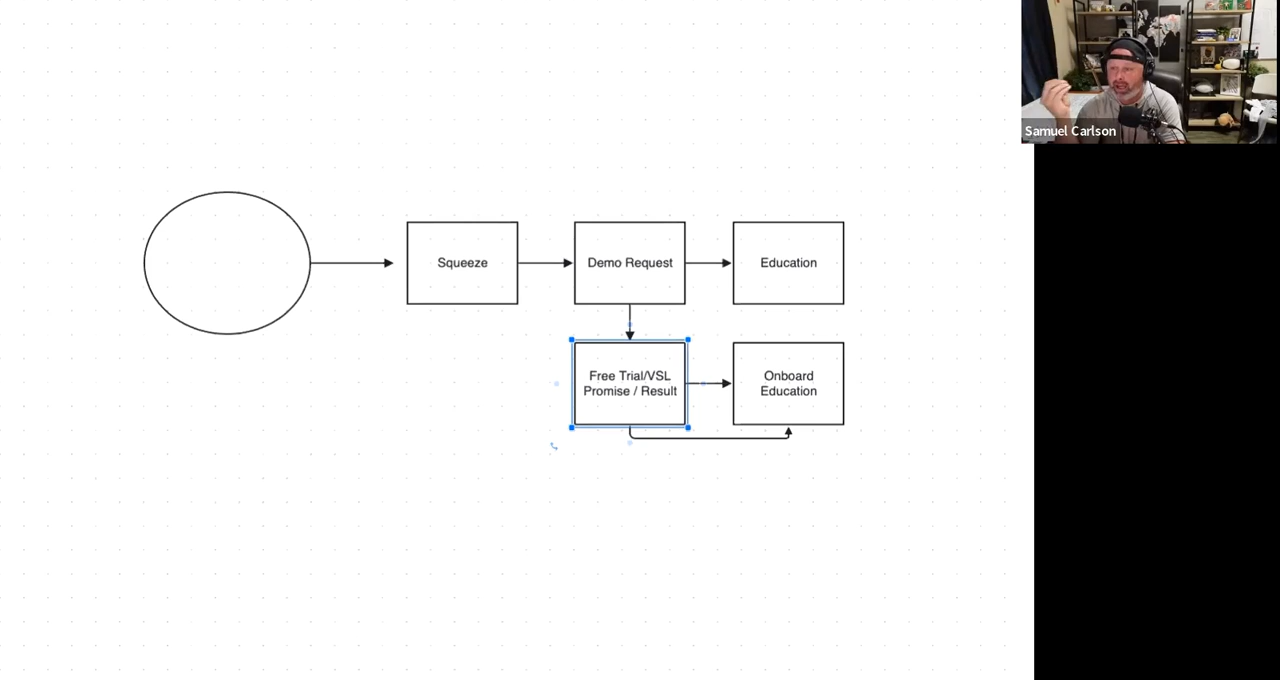 Samuel Carlson
Squeeze
Demo Request
Education
Free Trial/VSL
Promise / Result
Onboard
Education